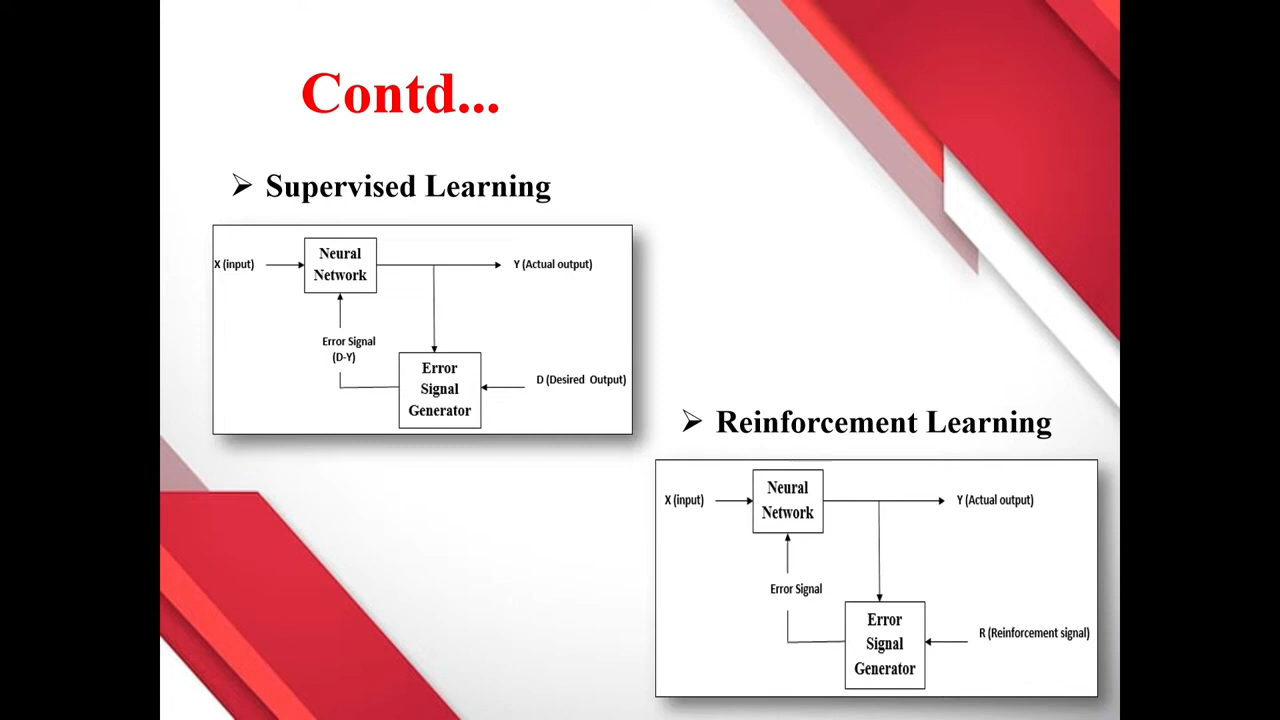 Contd...
➢ Supervised Learning
X (input)
Neural
Network
Y (Actual output)
Error Signal
(D-Y)
Error
Signal
Generator
D (Desired Output)
➢ Reinforcement Learning
X (input)
Neural
Network
Y (Actual output)
Error Signal
Error
Signal
Generator
R (Reinforcement signal)